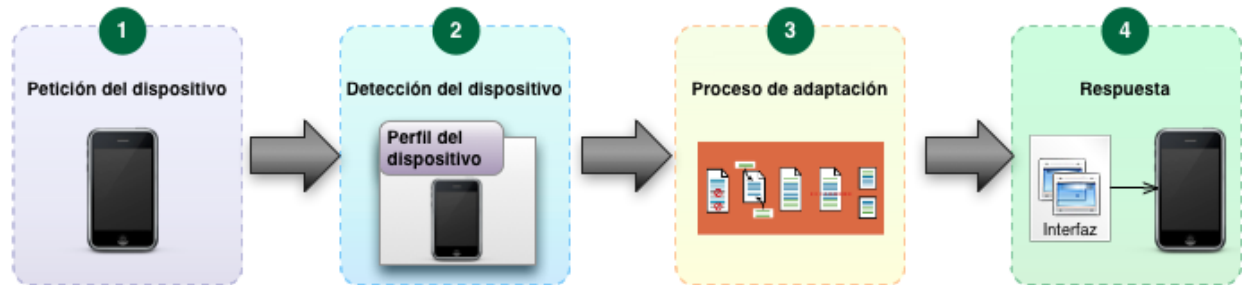 1
Petición del dispositivo
2
Detección del dispositivo
Perfil del
dispositivo
3
Proceso de adaptación
4
Respuesta
Interfaz